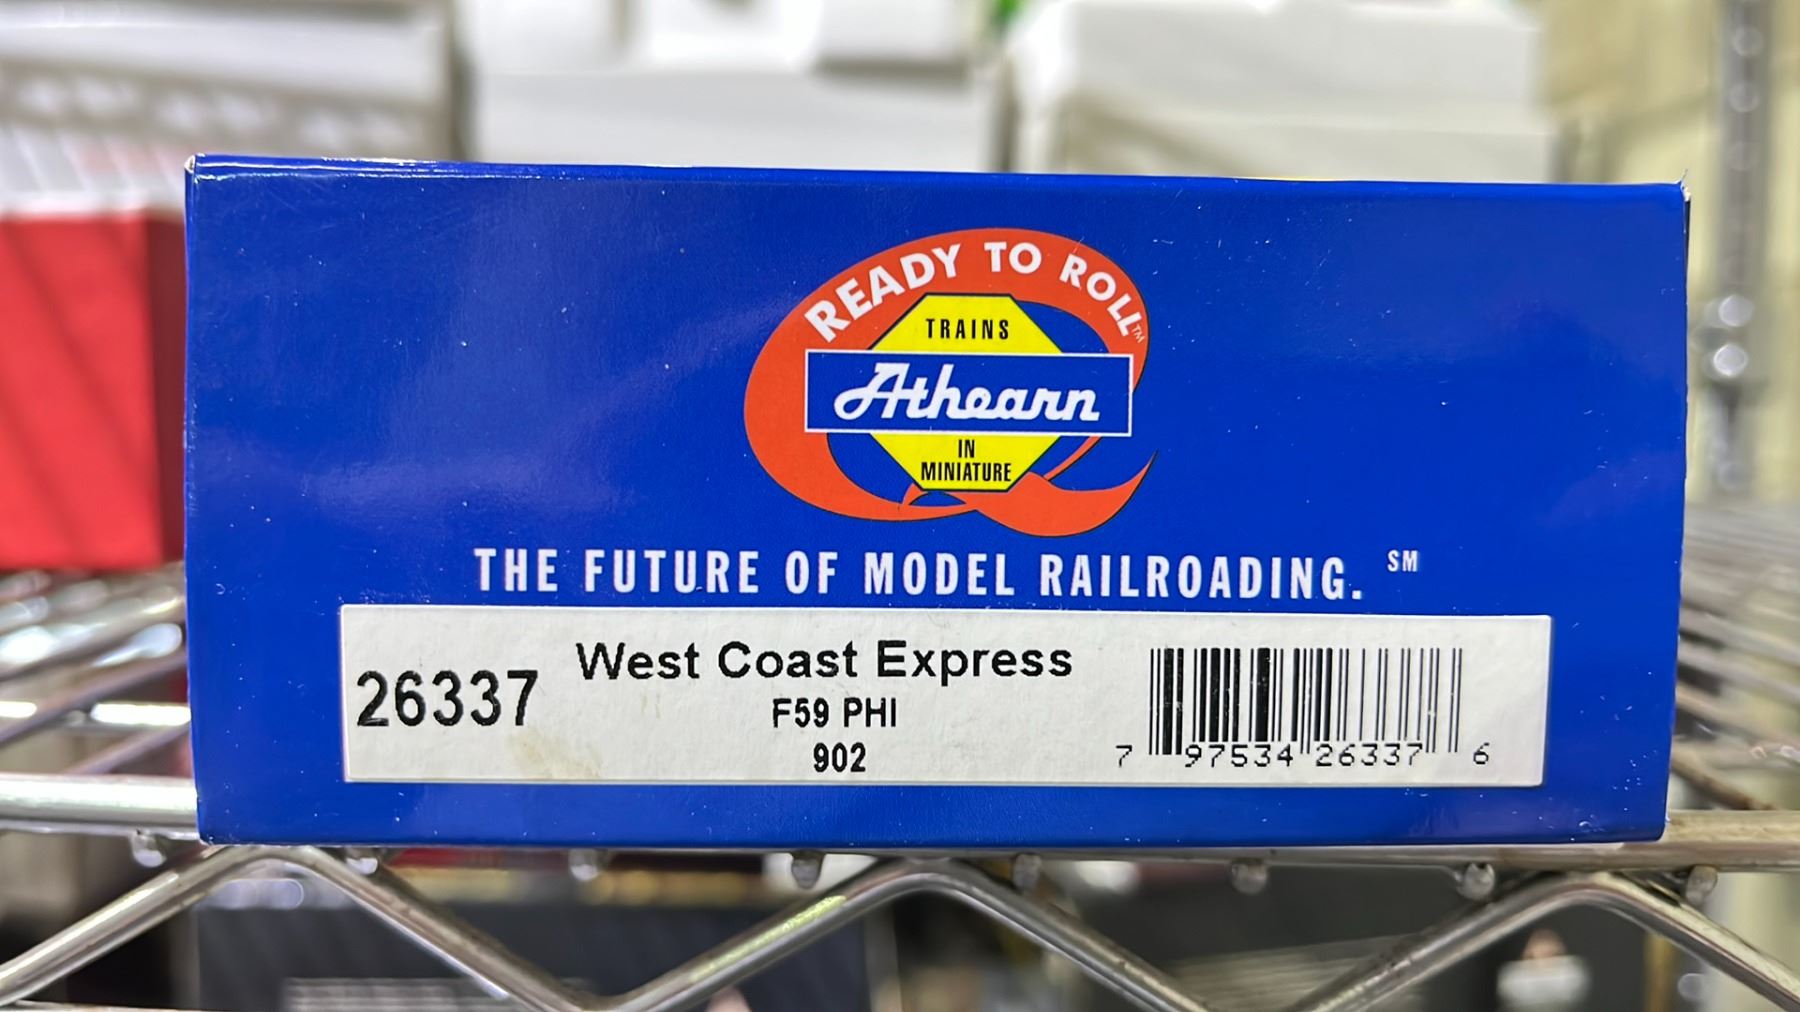 READY TO ROLL™
TRAINS
Athearn
IN
MINIATURE
THE FUTURE OF MODEL RAILROADING. SM
26337
West Coast Express
F59 PHI
902
7 97534 26337 6